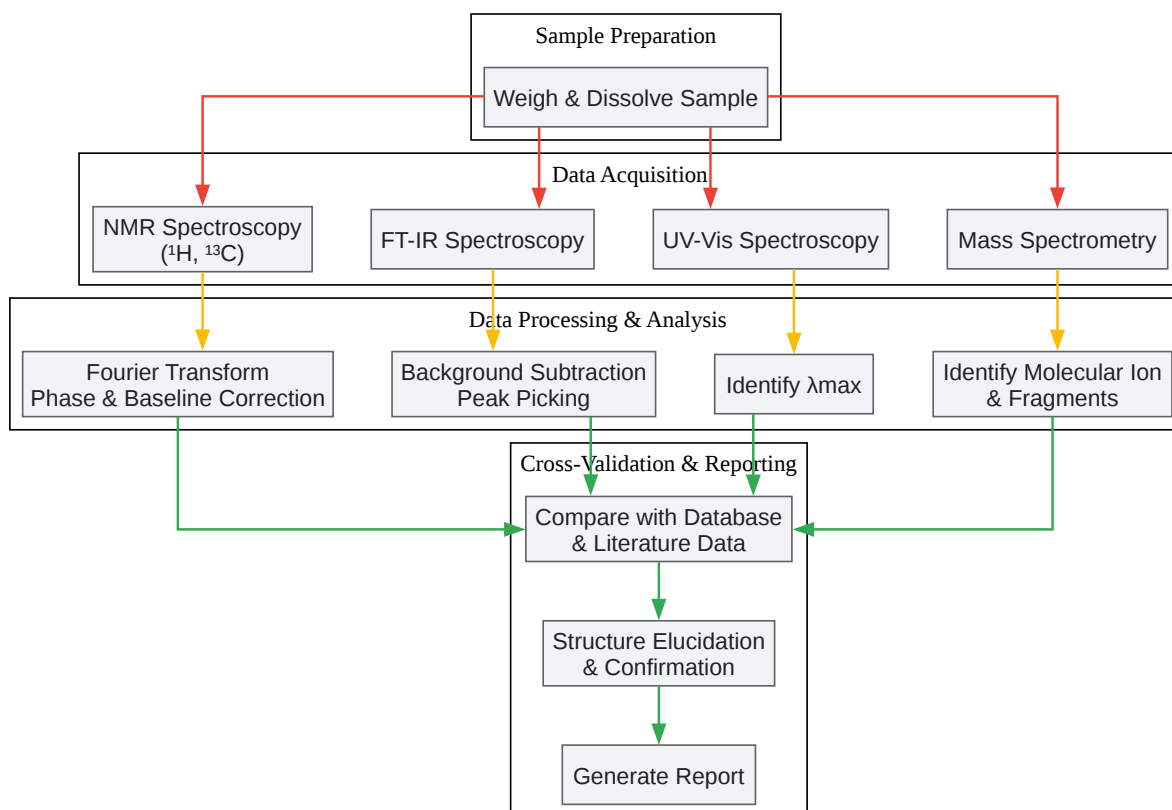 Sample Preparation
Weigh & Dissolve Sample
Data Acquisition
NMR Spectroscopy
(¹H, ¹³C)
FT-IR Spectroscopy
UV-Vis Spectroscopy
Mass Spectrometry
Data Processing & Analysis
Fourier Transform
Phase & Baseline Correction
Background Subtraction
Peak Picking
Identify λmax
Identify Molecular Ion
& Fragments
Cross-Validation & Reporting
Compare with Database
& Literature Data
Structure Elucidation
& Confirmation
Generate Report